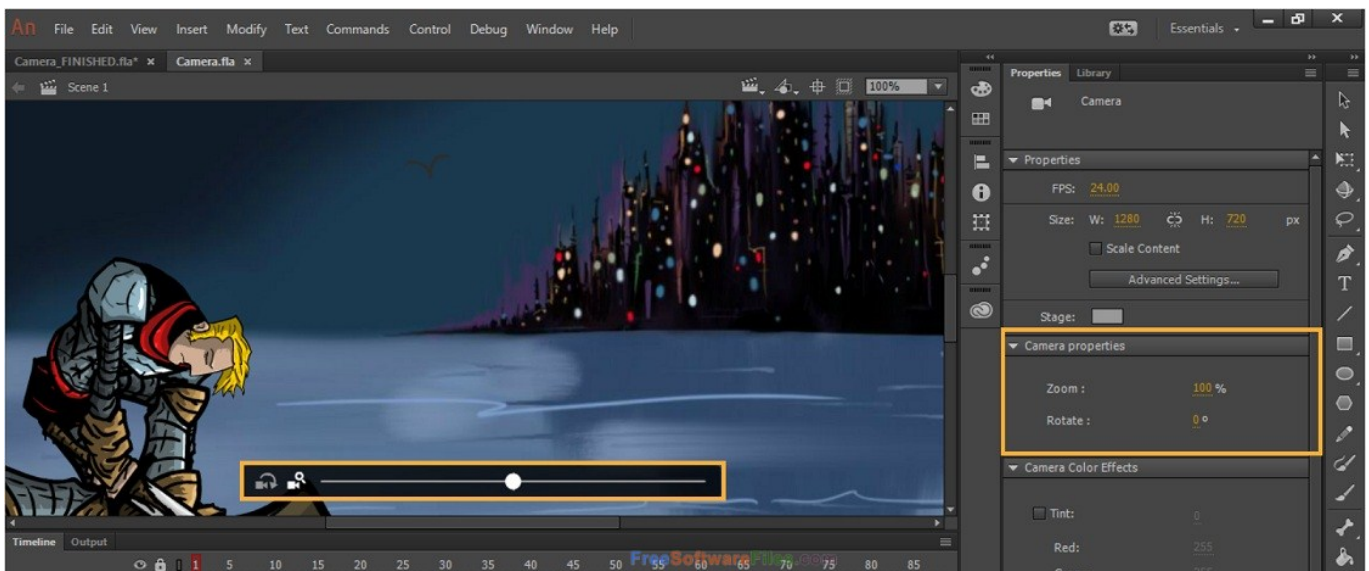 An File Edit View Insert Modify Text Commands Control Debug Window Help Essentials
Camera_FINISHED.fla* × Camera.fla ×
Scene 1 100%
Properties Library
Camera
Properties
FPS: 24.00
Size: W: 1280 H: 720 px
Scale Content
Advanced Settings...
Stage:
Camera properties
Zoom : 100 %
Rotate : 0 °
Camera Color Effects
Tint: 0
Red: 255
Timeline Output
1 5 10 15 20 25 30 35 40 45 50 55 60 65 70 75 80 85
FreeSoftwareFiles.com